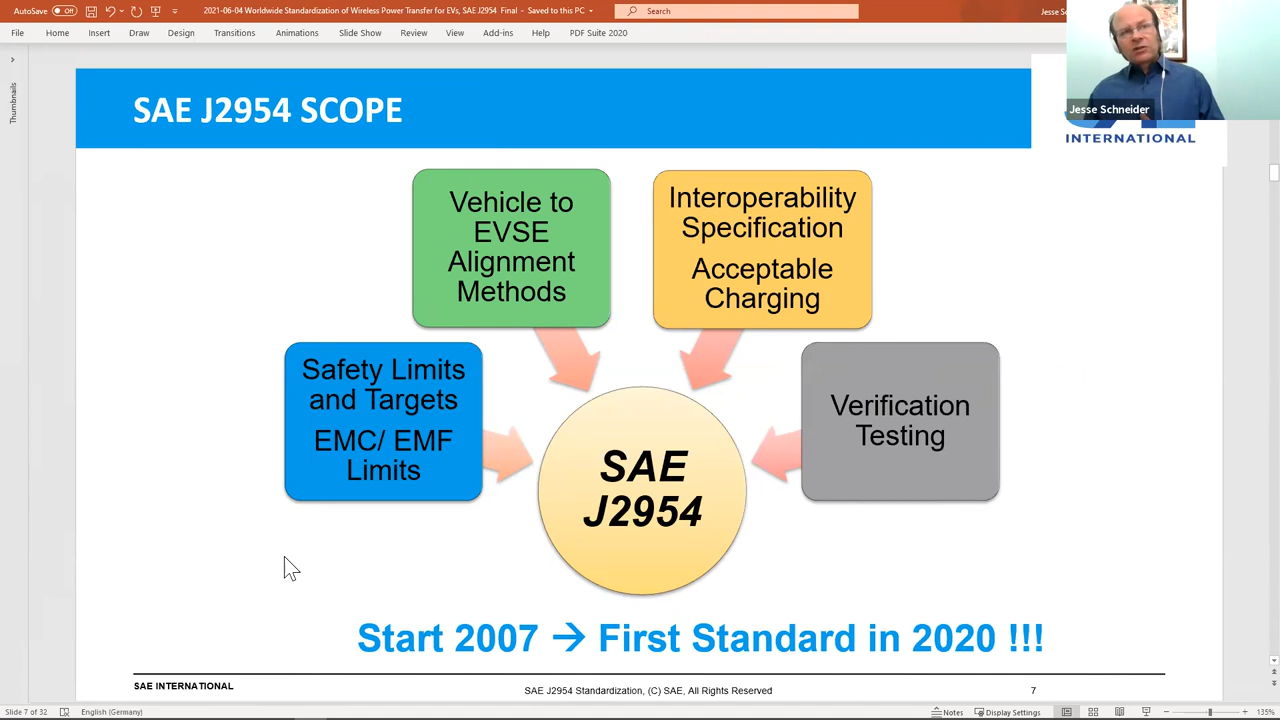 AutoSave Off
2021-06-04 Worldwide Standardization of Wireless Power Transfer for EVs, SAE J2954 Final - Saved to this PC
Search
Jesse
File Home Insert Draw Design Transitions Animations Slide Show Review View Add-ins Help PDF Suite 2020
Thumbnails
Jesse Schneider
SAE J2954 SCOPE
INTERNATIONAL
Vehicle to
EVSE
Alignment
Methods
Interoperability
Specification
Acceptable
Charging
Safety Limits
and Targets
EMC/ EMF
Limits
Verification
Testing
SAE
J2954
Start 2007 → First Standard in 2020 !!!
SAE INTERNATIONAL
SAE J2954 Standardization, (C) SAE, All Rights Reserved
7
Slide 7 of 32
English (Germany)
Notes
Display Settings
135%